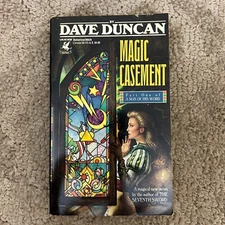 BY
DAVE DUNCAN
MAGIC
CASEMENT
Part One of
A MAN OF HIS WORD
A magical new series
by the author of THE
SEVENTH SWORD